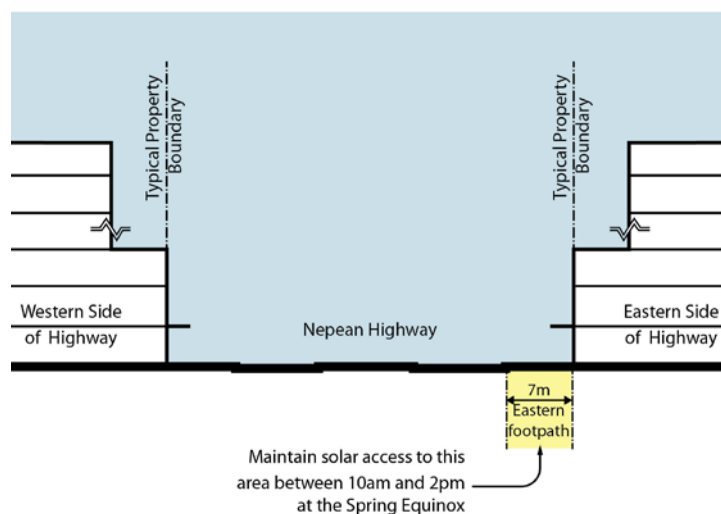 Typical Property
Boundary
Typical Property
Boundary
Western Side
of Highway
Nepean Highway
Eastern Side
of Highway
7m
Eastern
footpath
Maintain solar access to this
area between 10am and 2pm
at the Spring Equinox